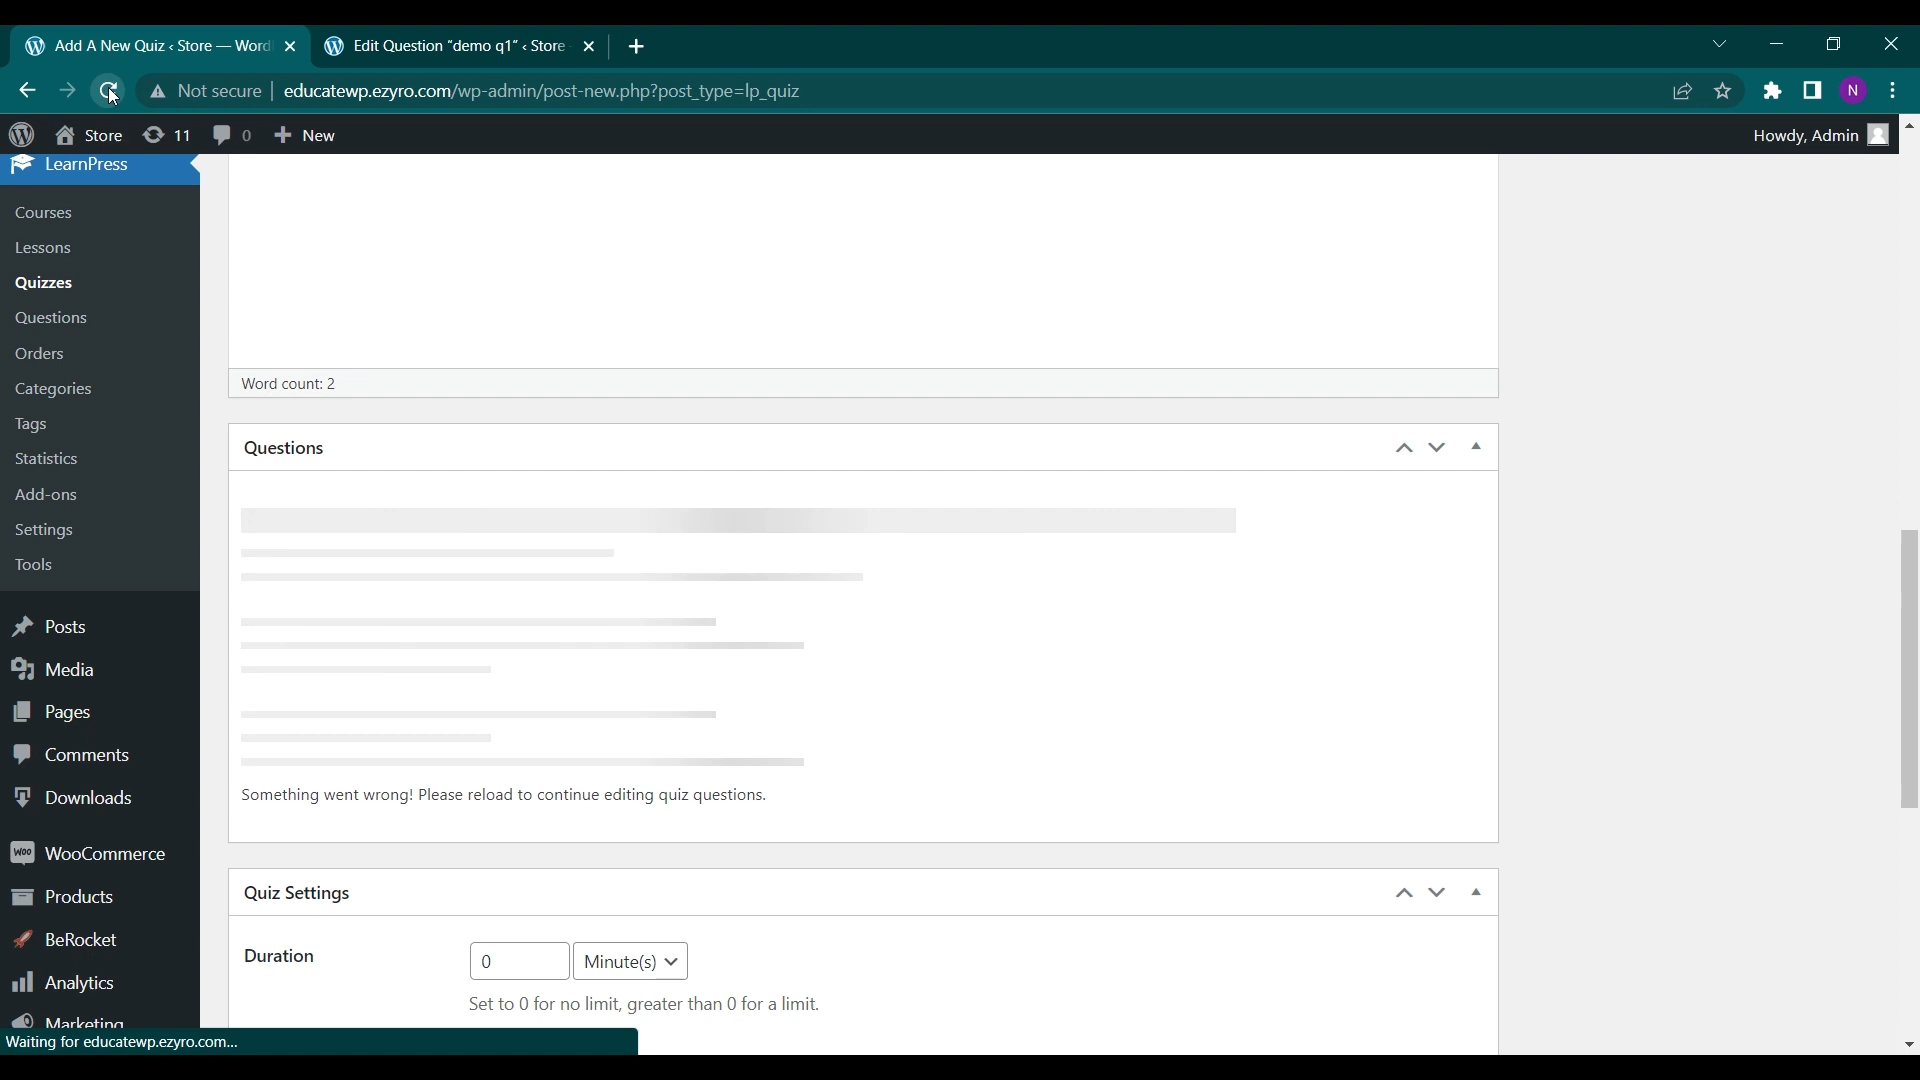 Add A New Quiz ‹ Store — Word
Edit Question “demo q1” ‹ Store
Not secure
educatewp.ezyro.com/wp-admin/post-new.php?post_type=lp_quiz
N
Store
11
0
New
Howdy, Admin
LearnPress
Courses
Lessons
Quizzes
Questions
Orders
Categories
Tags
Statistics
Add-ons
Settings
Tools
Posts
Media
Pages
Comments
Downloads
WooCommerce
Products
BeRocket
Analytics
Marketing
Word count: 2
Questions
Something went wrong! Please reload to continue editing quiz questions.
Quiz Settings
Duration
0
Minute(s)
Set to 0 for no limit, greater than 0 for a limit.
Waiting for educatewp.ezyro.com...